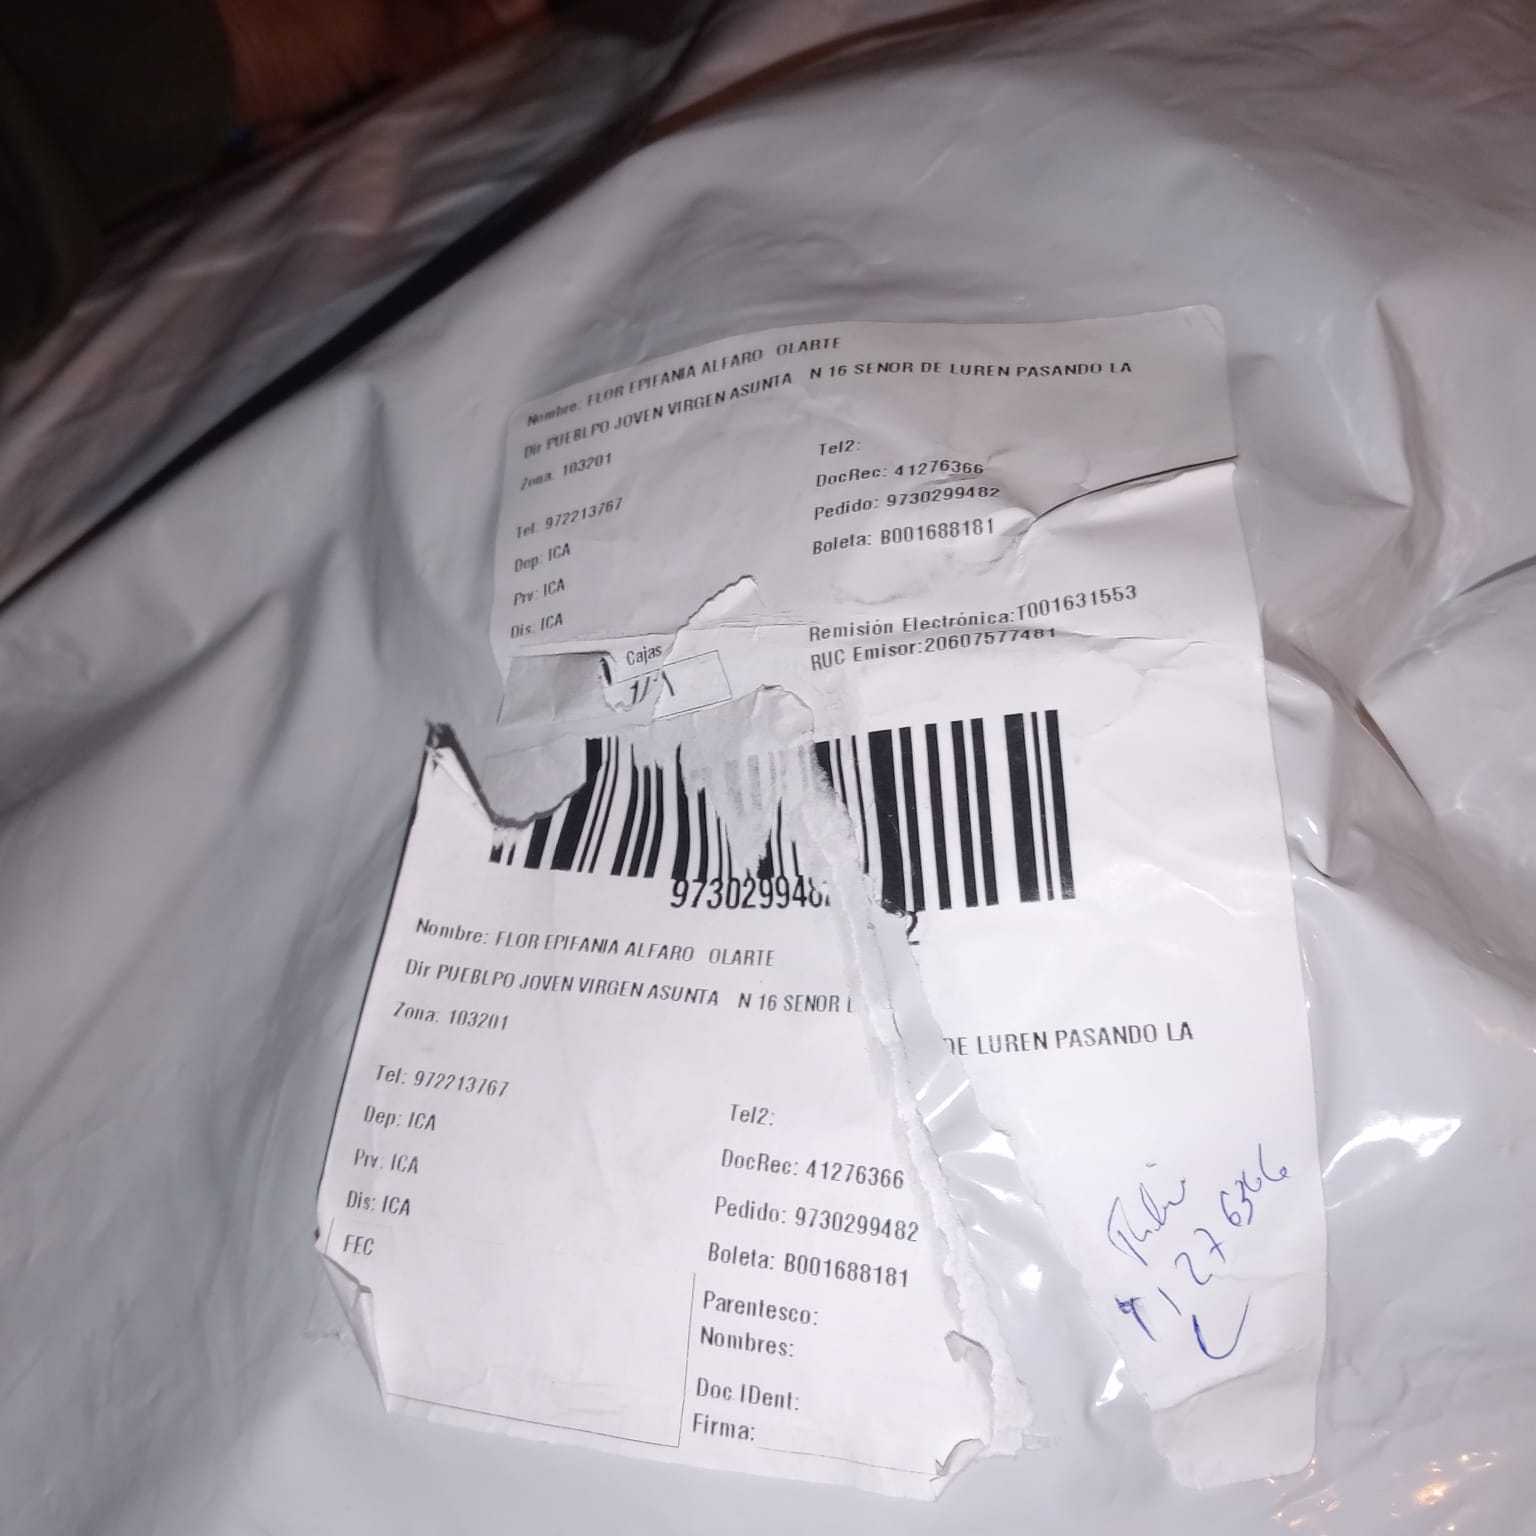 Nombre: FLOR EPIFANIA ALFARO OLARTE
Dir PUEBLPO JOVEN VIRGEN ASUNTA N 16 SENOR DE LUREN PASANDO LA
Zona: 103201
Tel2:
DocRec: 41276366
Tel: 972213767
Pedido: 9730299482
Dep: ICA
Boleta: B001688181
Prv: ICA
Dis: ICA
Remisión Electrónica:T001631553
RUC Emisor:20607577481
Cajas
1/
9730299482
Nombre: FLOR EPIFANIA ALFARO OLARTE
Dir PUEBLPO JOVEN VIRGEN ASUNTA N 16 SENOR DE LUREN PASANDO LA
Zona: 103201
Tel: 972213767
Tel2:
Dep: ICA
DocRec: 41276366
Prv: ICA
Pedido: 9730299482
Dis: ICA
Boleta: B001688181
FEC
Parentesco:
Nombres:
Doc.IDent:
Firma:
41276366